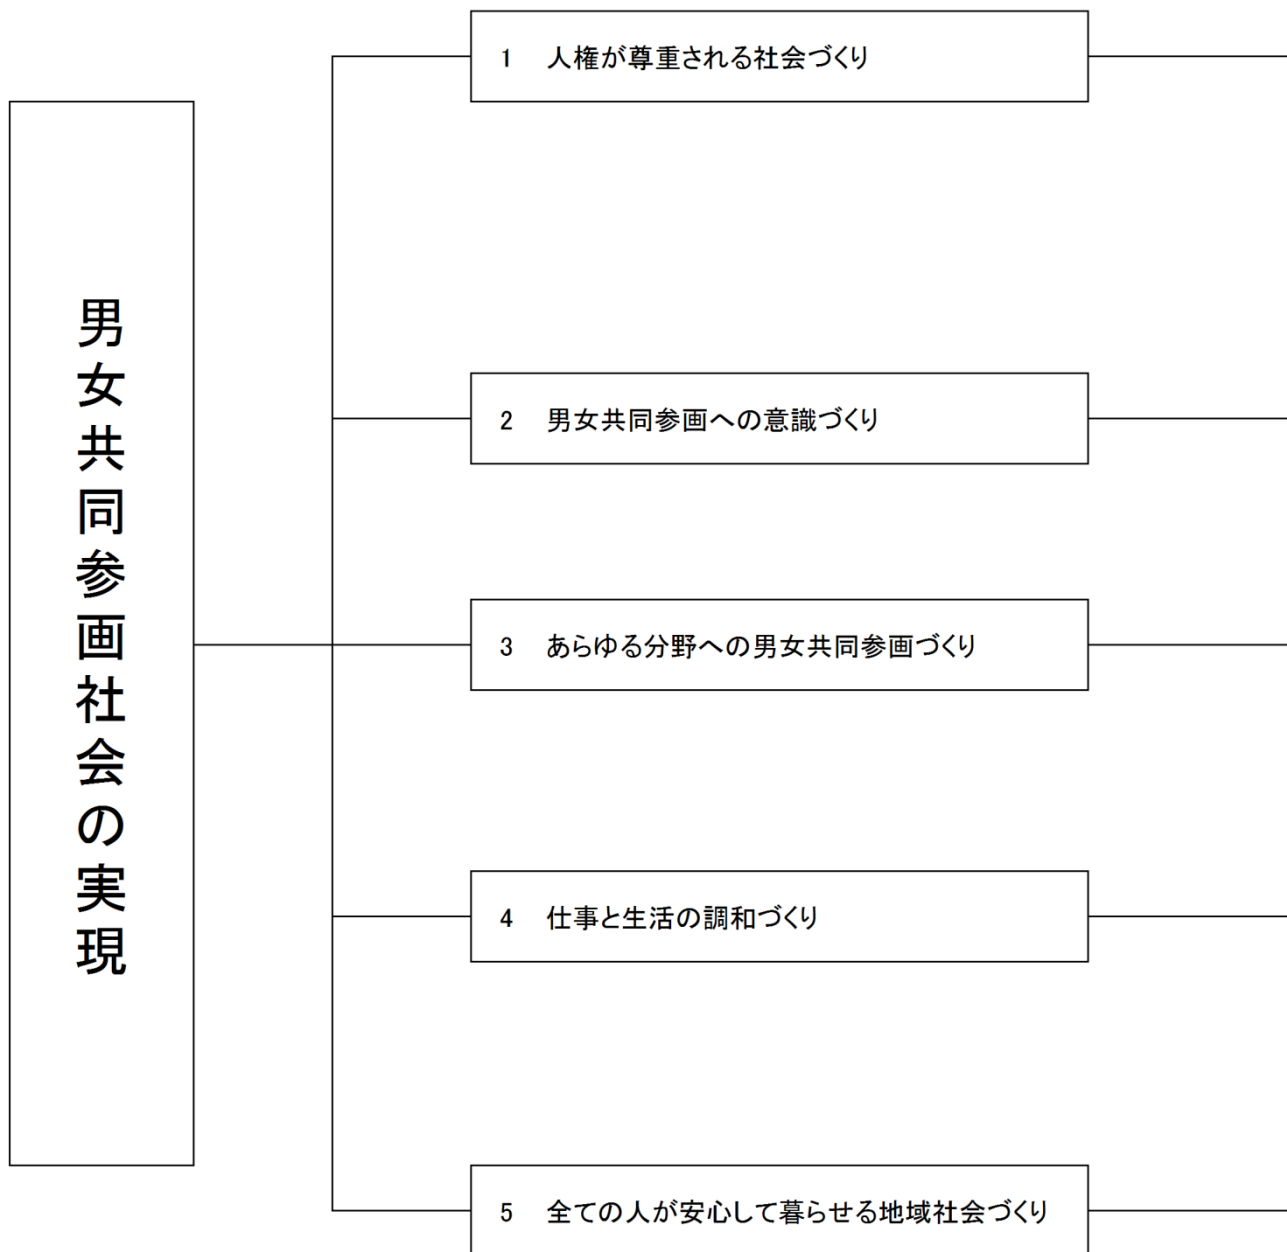 男女共同参画社会の実現
1 人権が尊重される社会づくり
2 男女共同参画への意識づくり
3 あらゆる分野への男女共同参画づくり
4 仕事と生活の調和づくり
5 全ての人が安心して暮らせる地域社会づくり